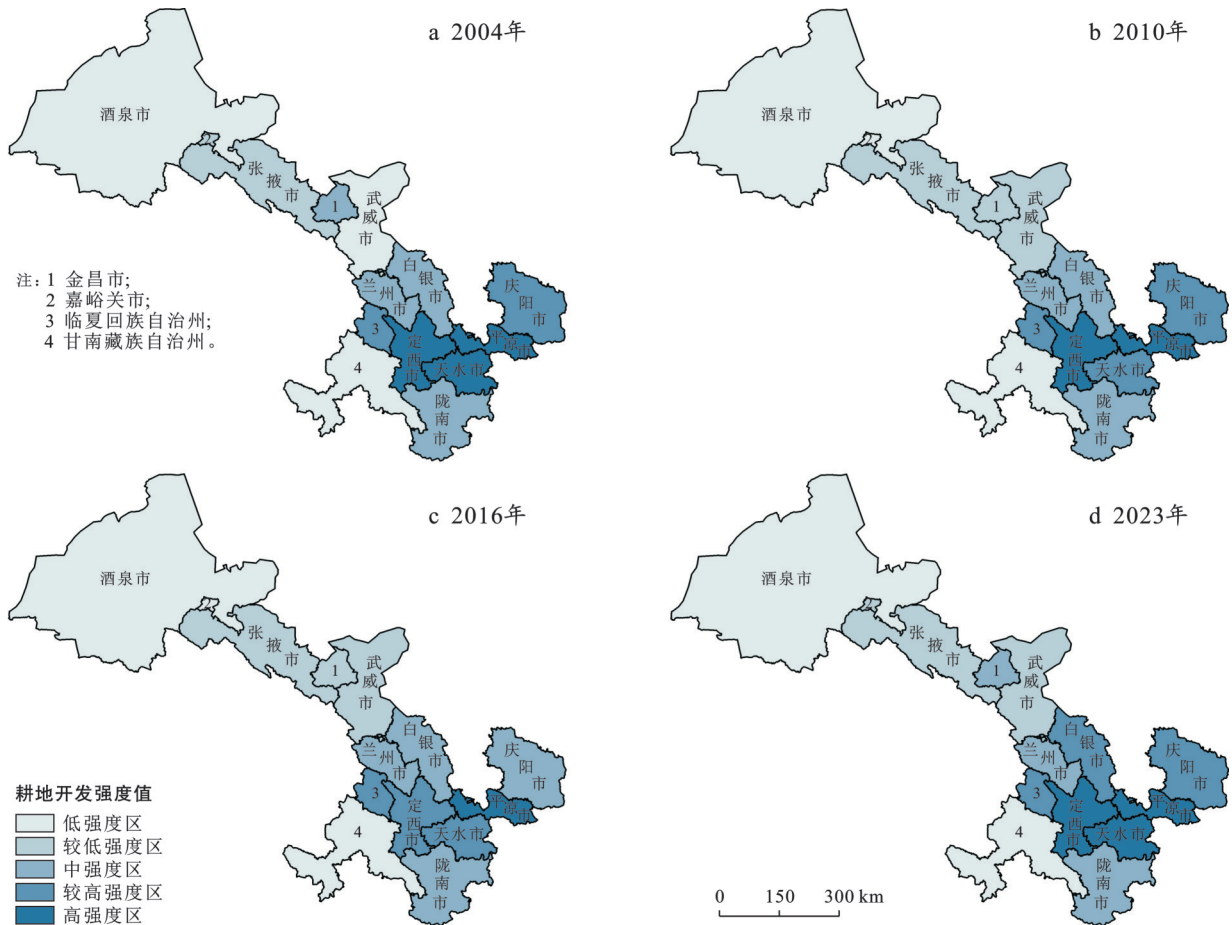 a 2004年
酒泉市
2
张掖市
1
武威市
白银市
兰州市
3
定西市
4
天水市
平凉市
庆阳市
陇南市
注:1 金昌市;
2 嘉峪关市;
3 临夏回族自治州;
4 甘南藏族自治州。
b 2010年
酒泉市
2
张掖市
1
武威市
白银市
兰州市
3
定西市
4
天水市
平凉市
庆阳市
陇南市
c 2016年
酒泉市
2
张掖市
1
武威市
白银市
兰州市
3
定西市
4
天水市
平凉市
庆阳市
陇南市
耕地开发强度值
低强度区
较低强度区
中强度区
较高强度区
高强度区
d 2023年
酒泉市
2
张掖市
1
武威市
白银市
兰州市
3
定西市
4
天水市
平凉市
庆阳市
陇南市
0 150 300 km